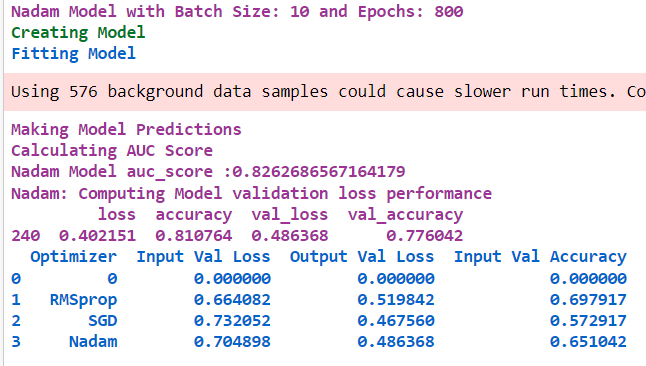 Nadam Model with Batch Size: 10 and Epochs: 800
Creating Model
Fitting Model
Using 576 background data samples could cause slower run times. Co
Making Model Predictions
Calculating AUC Score
Nadam Model auc_score :0.8262686567164179
Nadam: Computing Model validation loss performance
loss accuracy val_loss val_accuracy
240 0.402151 0.810764 0.486368 0.776042
Optimizer Input Val Loss Output Val Loss Input Val Accuracy
0 0 0.000000 0.000000 0.000000
1 RMSprop 0.664082 0.519842 0.697917
2 SGD 0.732052 0.467560 0.572917
3 Nadam 0.704898 0.486368 0.651042